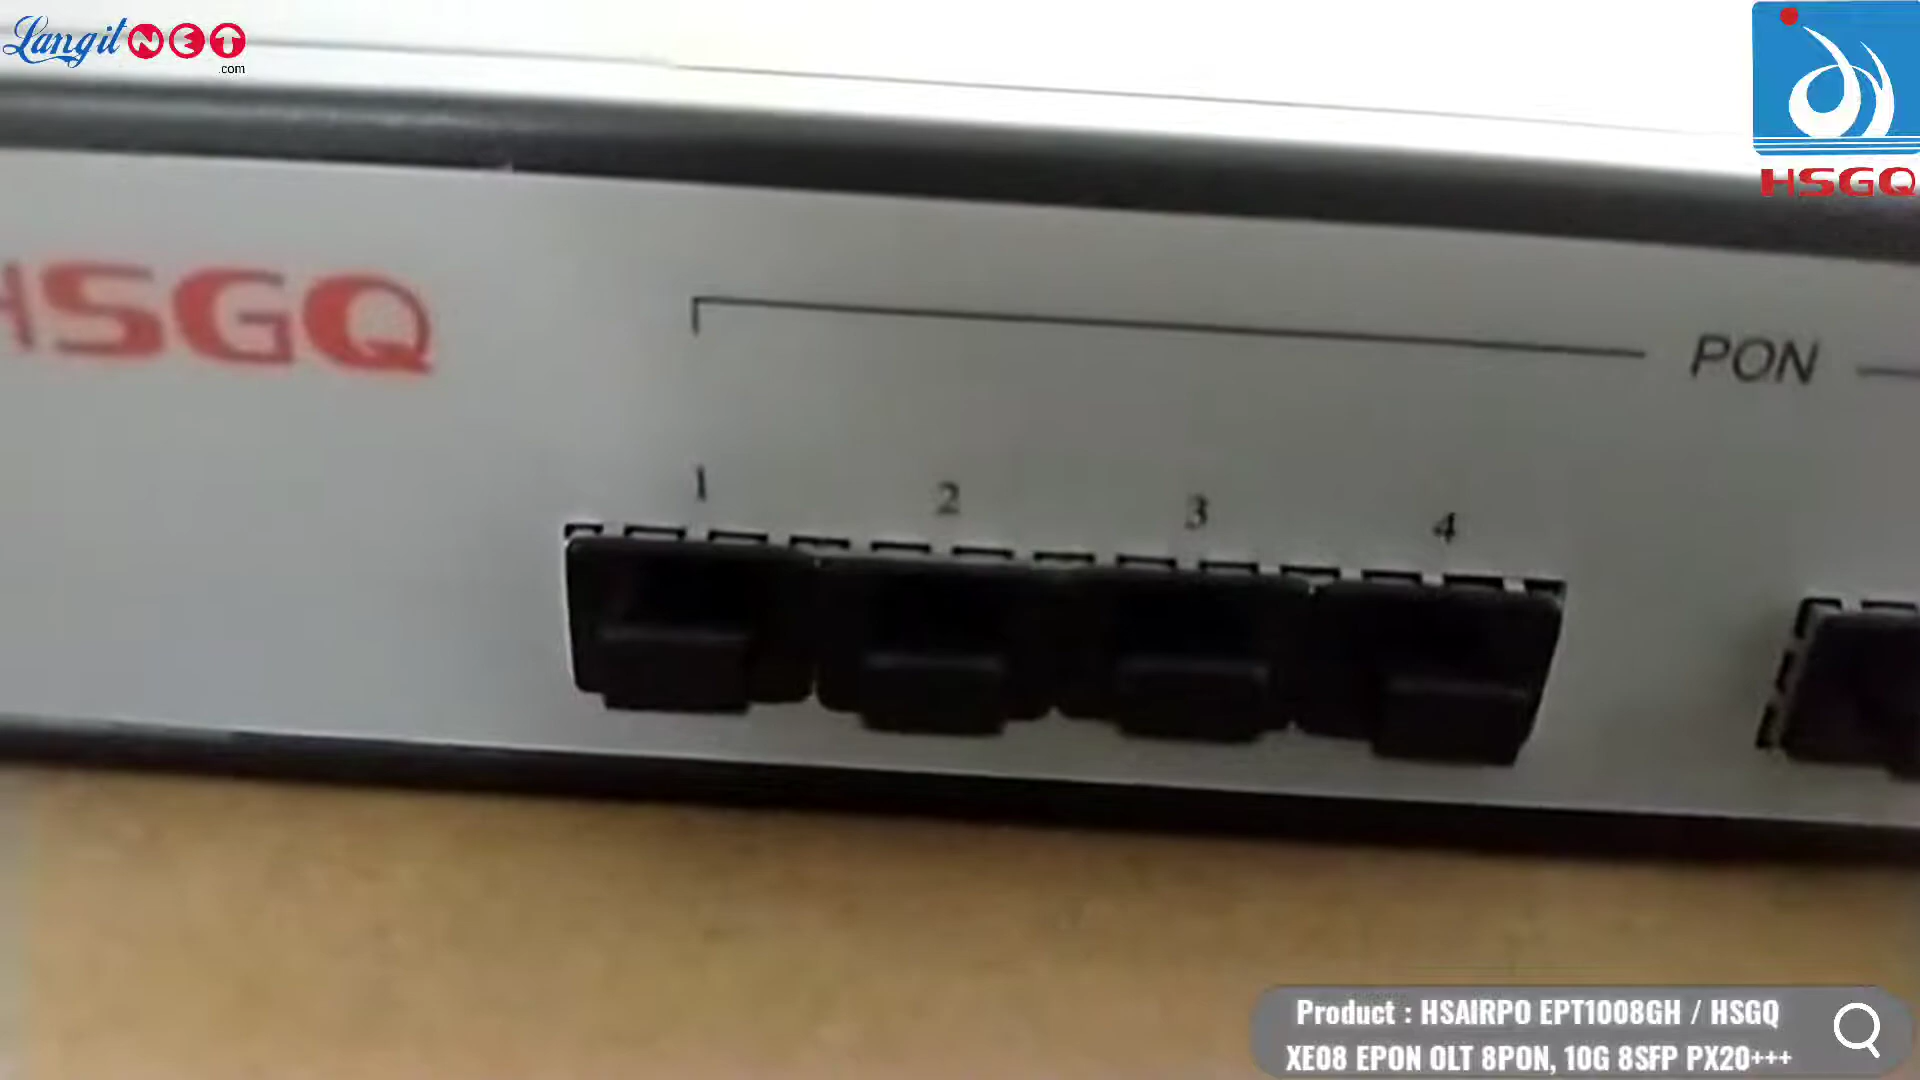 LangitNET
.com
HSGQ
HSGQ
PON
1 2 3 4
Product : HSAIRPO EPT1008GH / HSGQ
XE08 EPON OLT 8PON, 10G 8SFP PX20+++